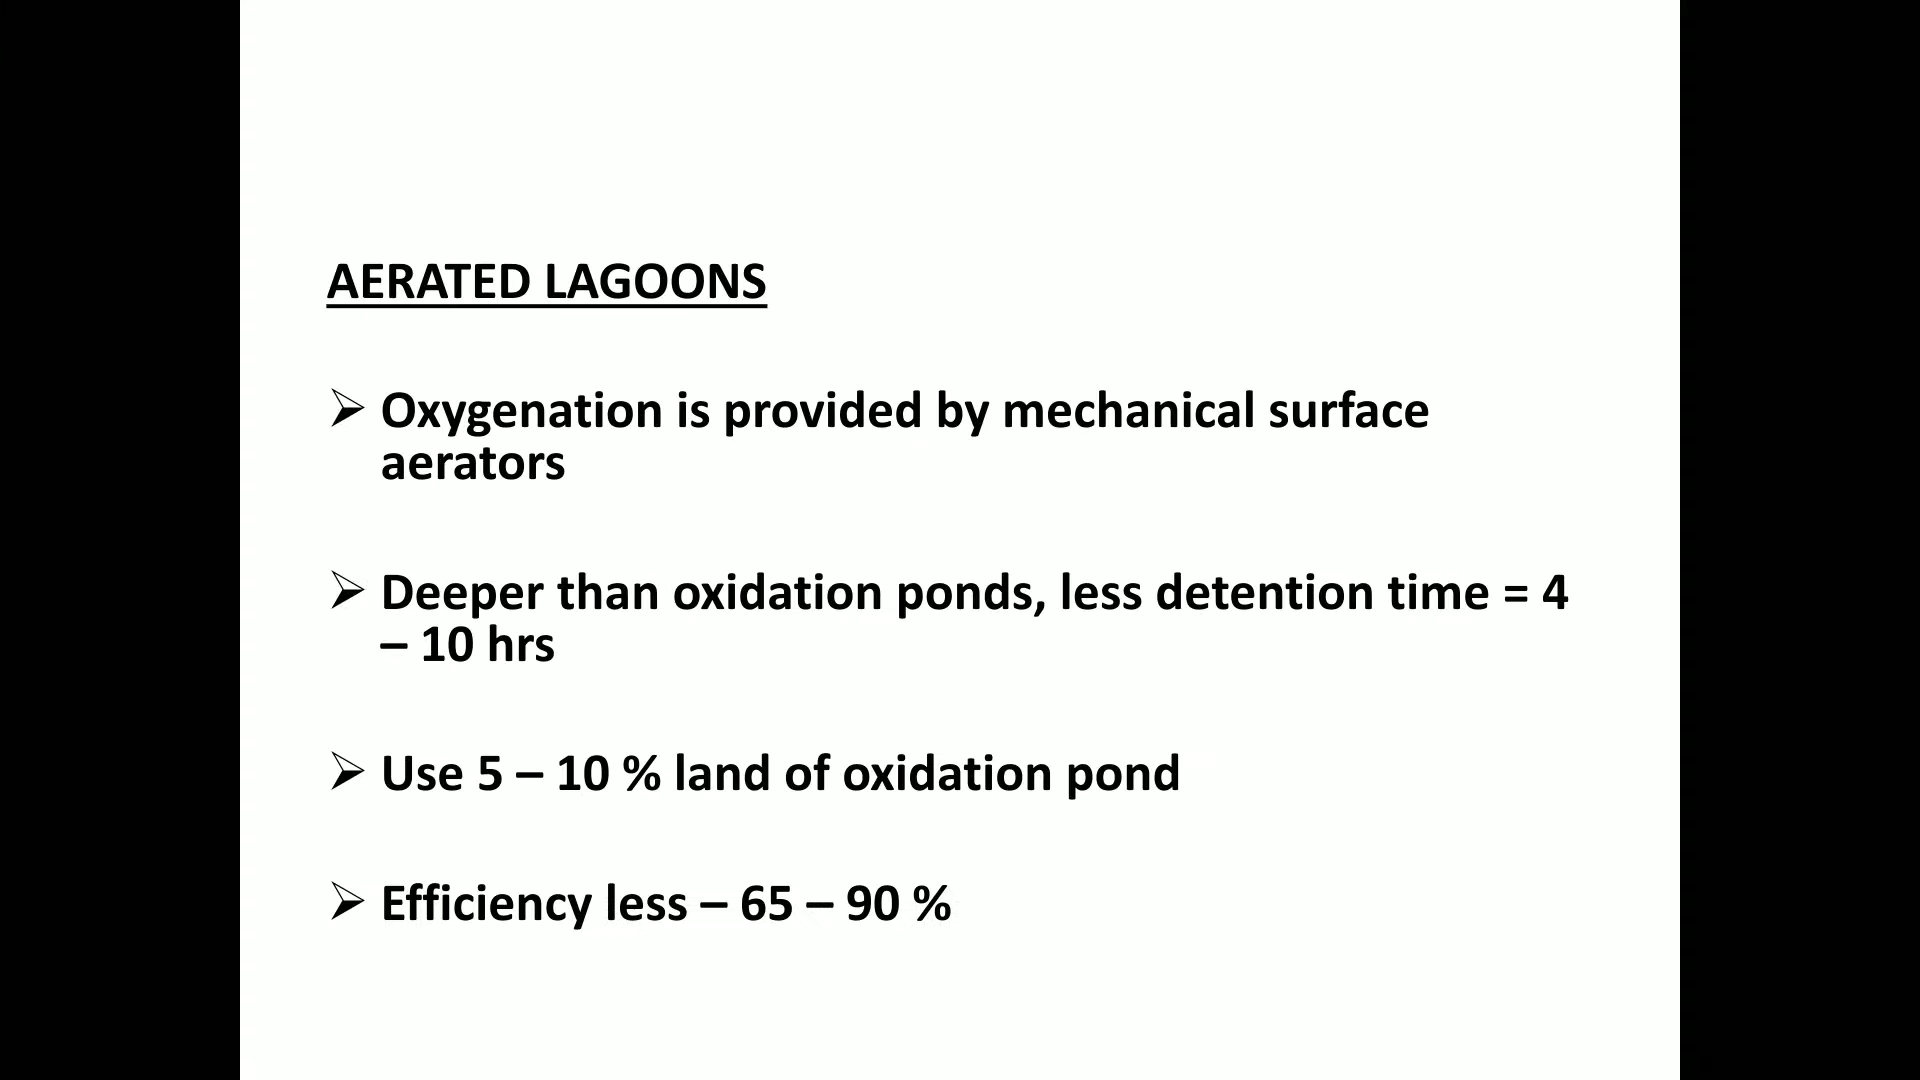 AERATED LAGOONS
➢ Oxygenation is provided by mechanical surface
aerators
➢ Deeper than oxidation ponds, less detention time = 4
– 10 hrs
➢ Use 5 – 10 % land of oxidation pond
➢ Efficiency less – 65 – 90 %